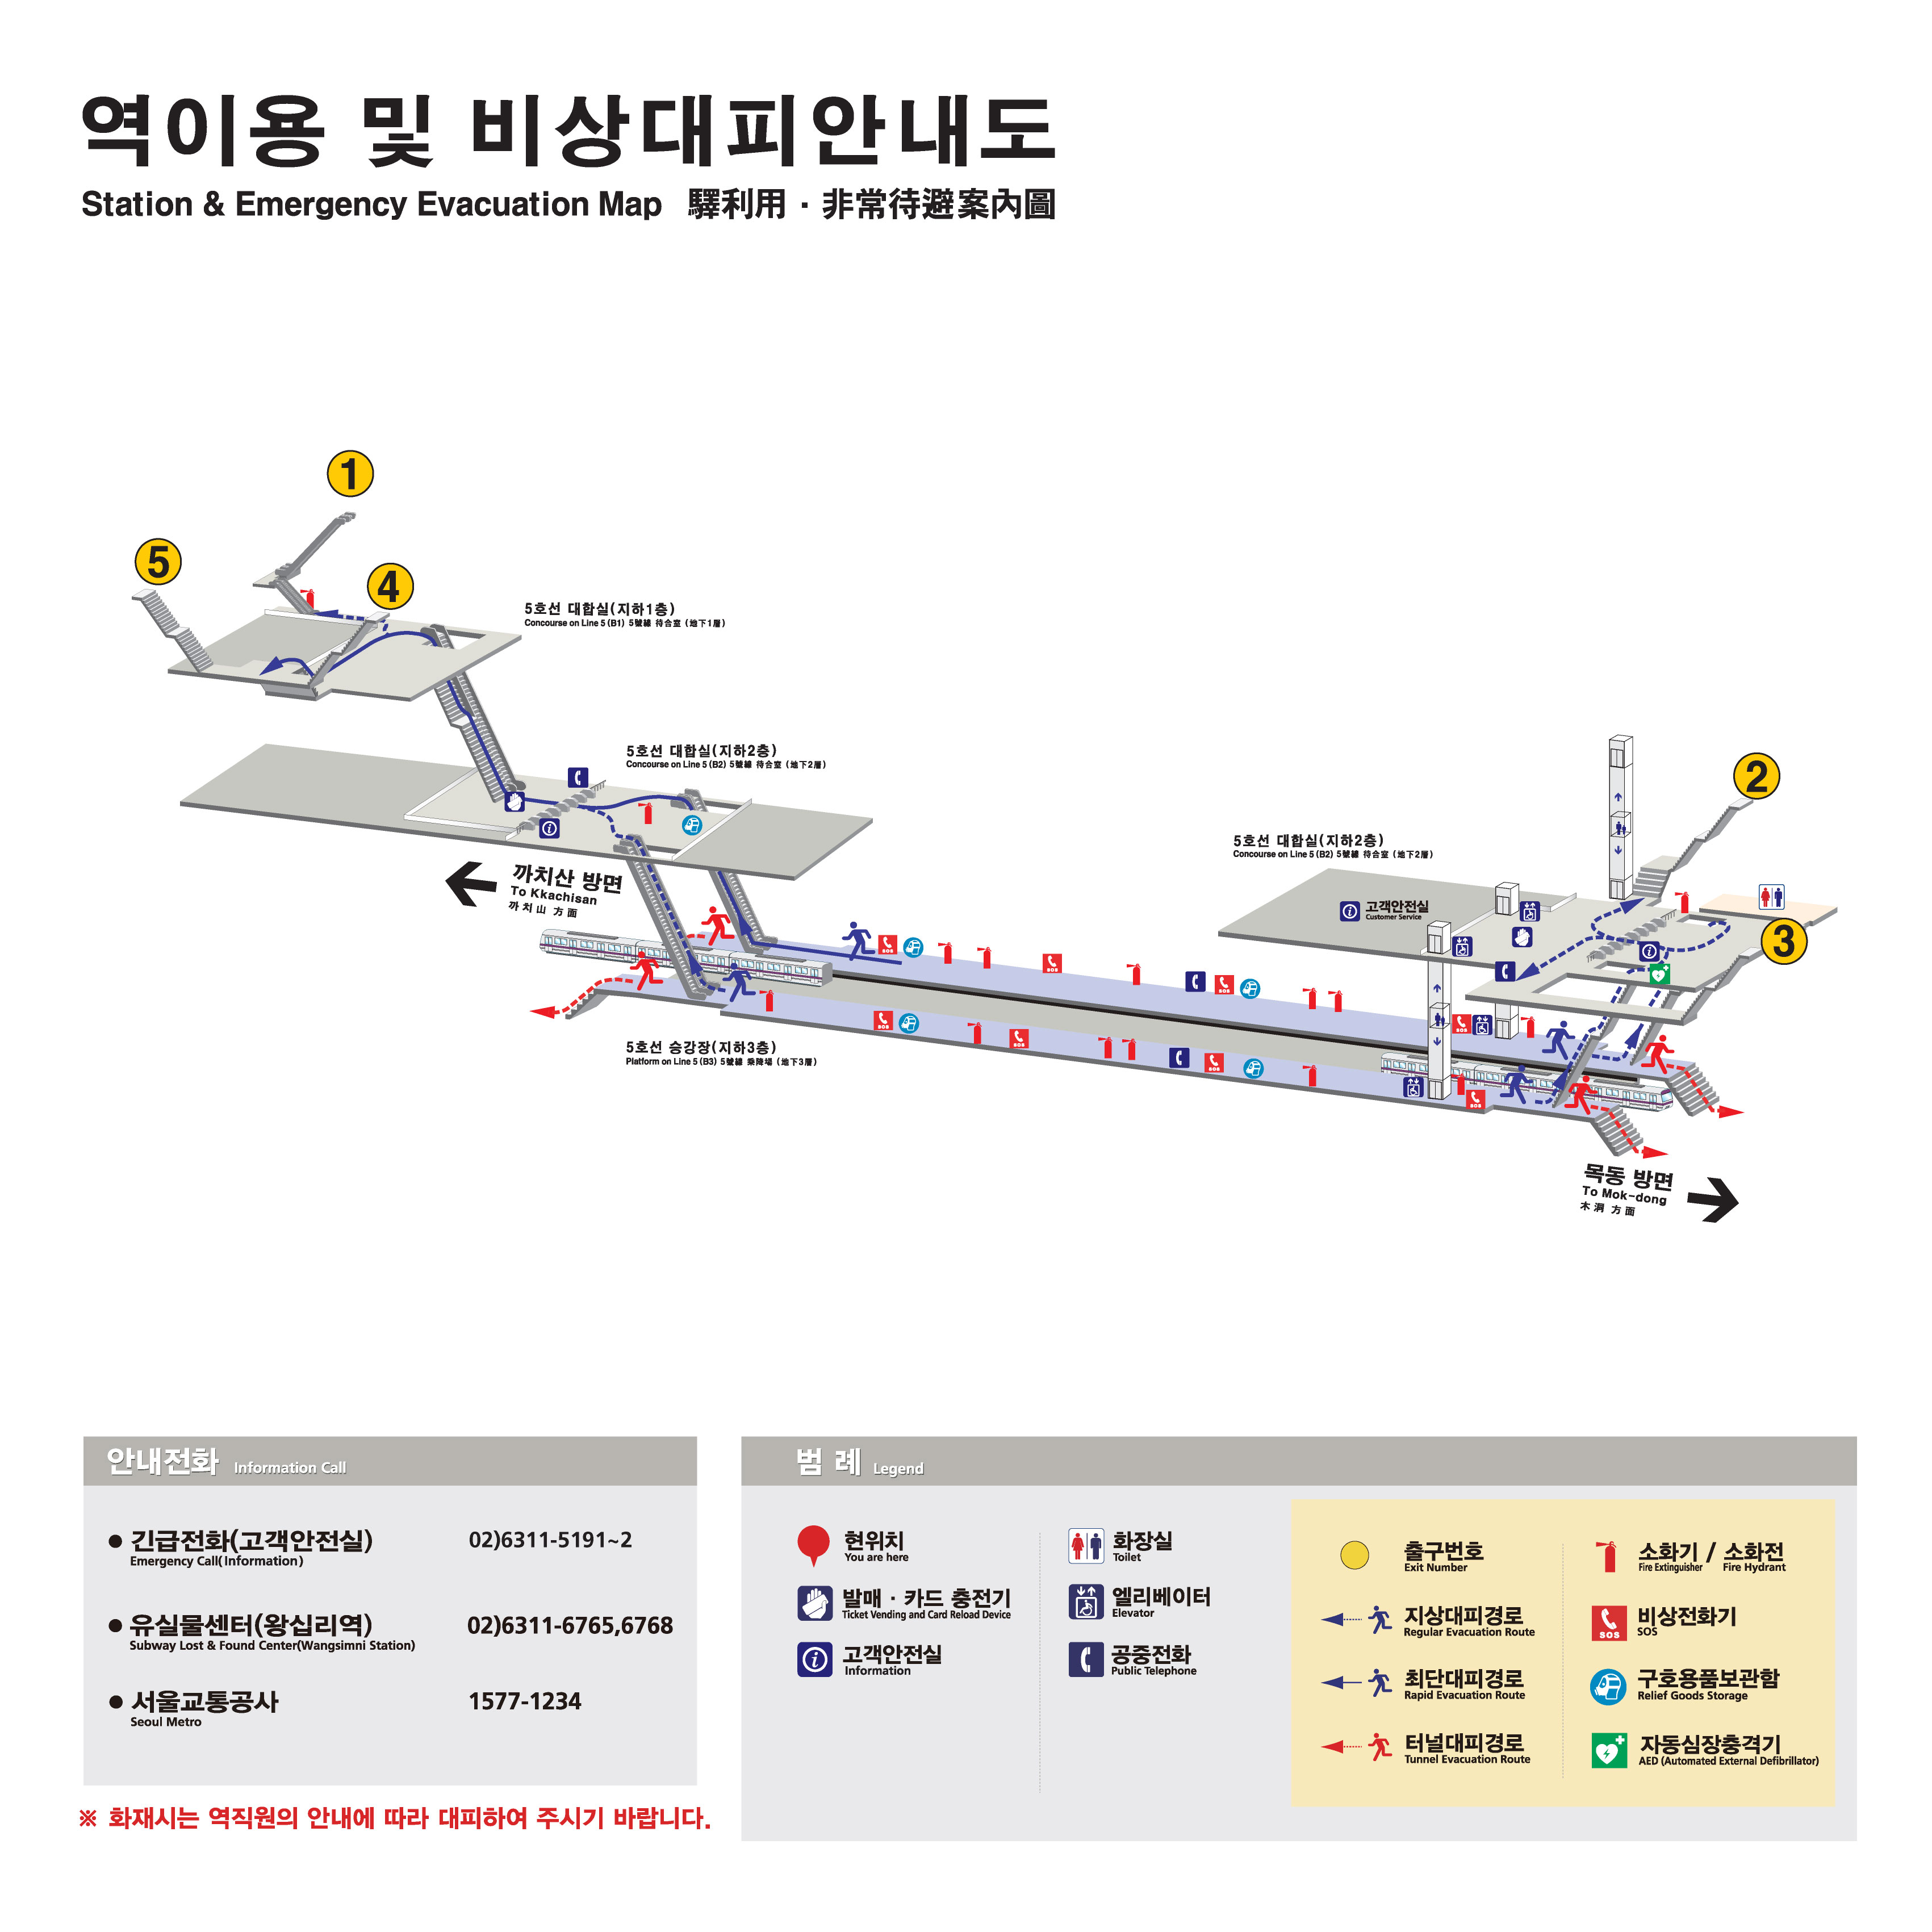 역이용 및 비상대피안내도
Station & Emergency Evacuation Map 驛利用 · 非常待避案內圖
1
5
4
5호선 대합실(지하1층)
Concourse on Line 5 (B1) 5號線 待合室 (地下1層)
5호선 대합실(지하2층)
Concourse on Line 5 (B2) 5號線 待合室 (地下2層)
까치산 방면
To Kkachisan
까치山 方面
2
5호선 대합실(지하2층)
Concourse on Line 5 (B2) 5號線 待合室 (地下2層)
고객안전실
Customer Service
3
SOS
SOS
SOS
SOS
SOS
SOS
SOS
SOS
5호선 승강장(지하3층)
Platform on Line 5 (B3) 5號線 乘降場 (地下3層)
목동 방면
To Mok-dong
木洞 方面
안내전화 Information Call
긴급전화(고객안전실) 02)6311-5191~2
Emergency Call(Information)
유실물센터(왕십리역) 02)6311-6765,6768
Subway Lost & Found Center(Wangsimni Station)
서울교통공사 1577-1234
Seoul Metro
※ 화재시는 역직원의 안내에 따라 대피하여 주시기 바랍니다.
범 례 Legend
현위치
You are here
발매 · 카드 충전기
Ticket Vending and Card Reload Device
고객안전실
Information
화장실
Toilet
엘리베이터
Elevator
공중전화
Public Telephone
출구번호
Exit Number
지상대피경로
Regular Evacuation Route
최단대피경로
Rapid Evacuation Route
터널대피경로
Tunnel Evacuation Route
소화기 / 소화전
Fire Extinguisher Fire Hydrant
SOS
비상전화기
SOS
구호용품보관함
Relief Goods Storage
자동심장충격기
AED (Automated External Defibrillator)